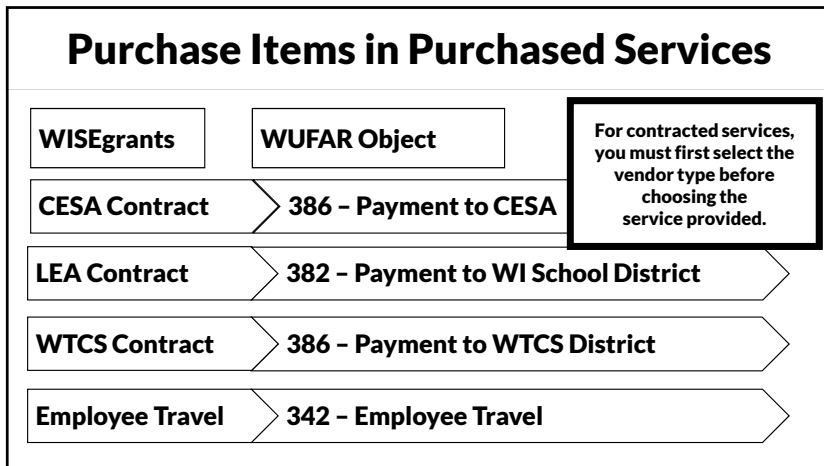 Purchase Items in Purchased Services
WISEgrants
WUFAR Object
For contracted services,
you must first select the
vendor type before
choosing the
service provided.
CESA Contract
386 – Payment to CESA
LEA Contract
382 – Payment to WI School District
WTCS Contract
386 – Payment to WTCS District
Employee Travel
342 – Employee Travel